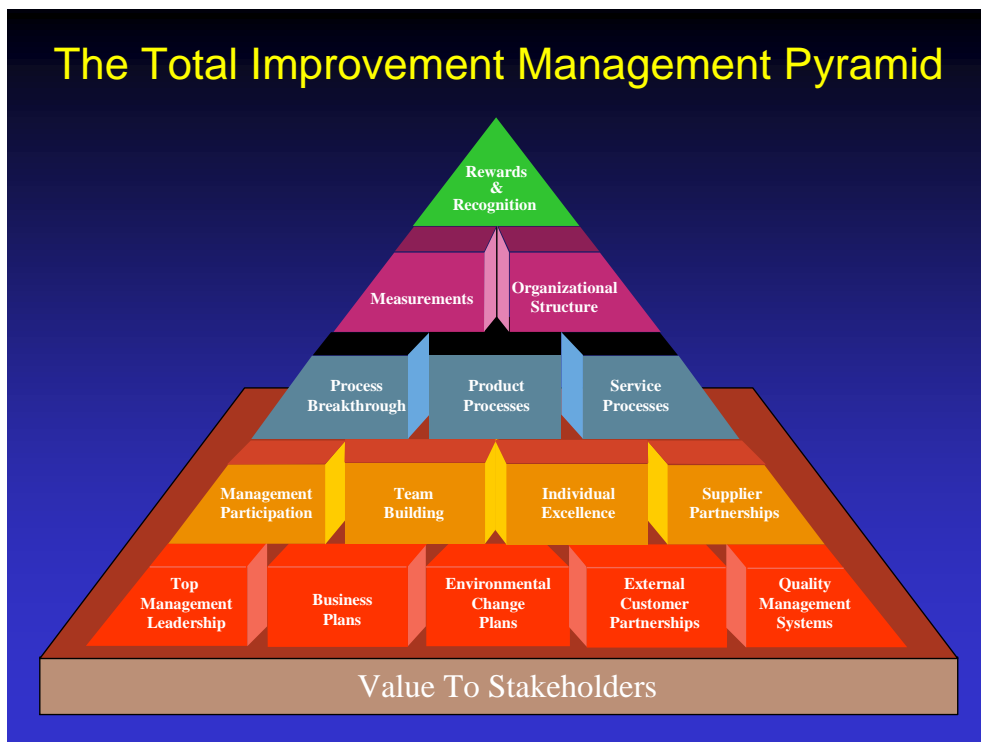 The Total Improvement Management Pyramid
Rewards
&
Recognition
Measurements
Organizational
Structure
Process
Breakthrough
Product
Processes
Service
Processes
Management
Participation
Team
Building
Individual
Excellence
Supplier
Partnerships
Top
Management
Leadership
Business
Plans
Environmental
Change
Plans
External
Customer
Partnerships
Quality
Management
Systems
Value To Stakeholders